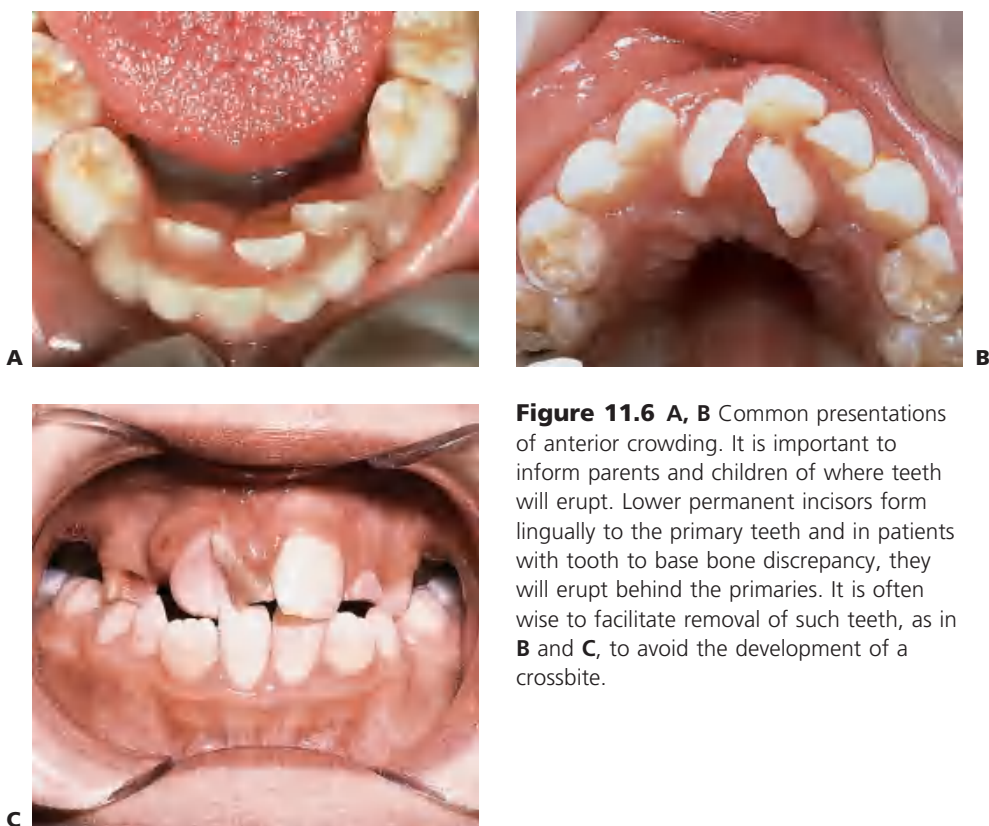 A
B
Figure 11.6 A, B Common presentations
of anterior crowding. It is important to
inform parents and children of where teeth
will erupt. Lower permanent incisors form
lingually to the primary teeth and in patients
with tooth to base bone discrepancy, they
will erupt behind the primaries. It is often
wise to facilitate removal of such teeth, as in
B and C, to avoid the development of a
crossbite.
C